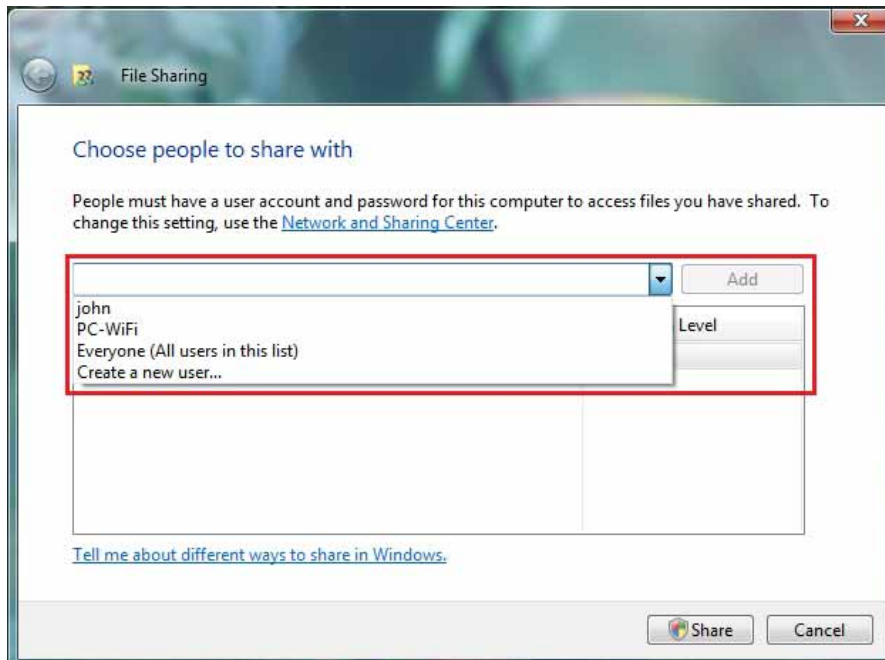 File Sharing
Choose people to share with
People must have a user account and password for this computer to access files you have shared. To
change this setting, use the Network and Sharing Center.
Add
john
PC-WiFi
Everyone (All users in this list)
Create a new user...
Level
Tell me about different ways to share in Windows.
Share
Cancel